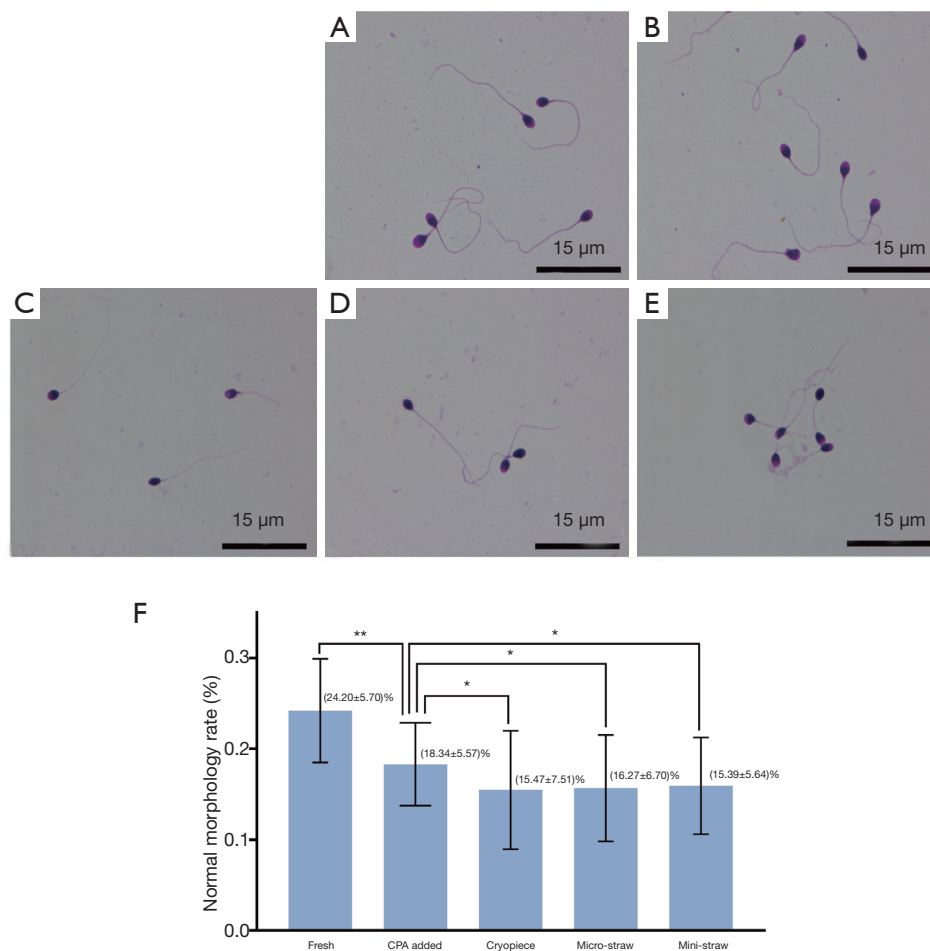 A
B
15 µm
15 µm
C
D
E
15 µm
15 µm
15 µm
F
Normal morphology rate (%)
0.3
0.2
0.1
0.0
**
*
*
*
(24.20±5.70)%
(18.34±5.57)%
(15.47±7.51)%
(16.27±6.70)%
(15.39±5.64)%
Fresh
CPA added
Cryopiece
Micro-straw
Mini-straw